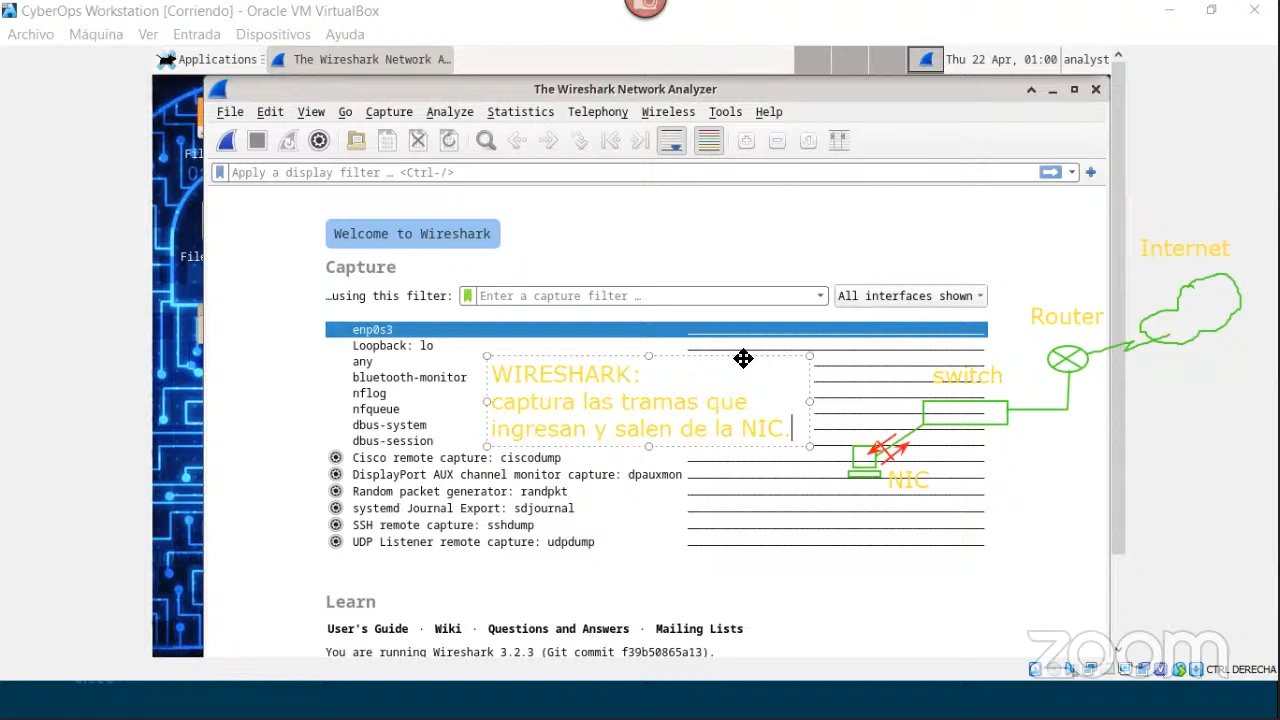 CyberOps Workstation [Corriendo] - Oracle VM VirtualBox
Archivo Máquina Ver Entrada Dispositivos Ayuda
Applications The Wireshark Network A... Thu 22 Apr, 01:00 analyst
The Wireshark Network Analyzer
File Edit View Go Capture Analyze Statistics Telephony Wireless Tools Help
Apply a display filter … <Ctrl-/>
Welcome to Wireshark
Capture
…using this filter: Enter a capture filter … All interfaces shown
enp0s3
Loopback: lo
any
bluetooth-monitor
nflog
nfqueue
dbus-system
dbus-session
Cisco remote capture: ciscodump
DisplayPort AUX channel monitor capture: dpauxmon
Random packet generator: randpkt
systemd Journal Export: sdjournal
SSH remote capture: sshdump
UDP Listener remote capture: udpdump
WIRESHARK:
captura las tramas que
ingresan y salen de la NIC.
Internet
Router
switch
NIC
Learn
User's Guide · Wiki · Questions and Answers · Mailing Lists
You are running Wireshark 3.2.3 (Git commit f39b50865a13).
zoom
CTRL DERECHA